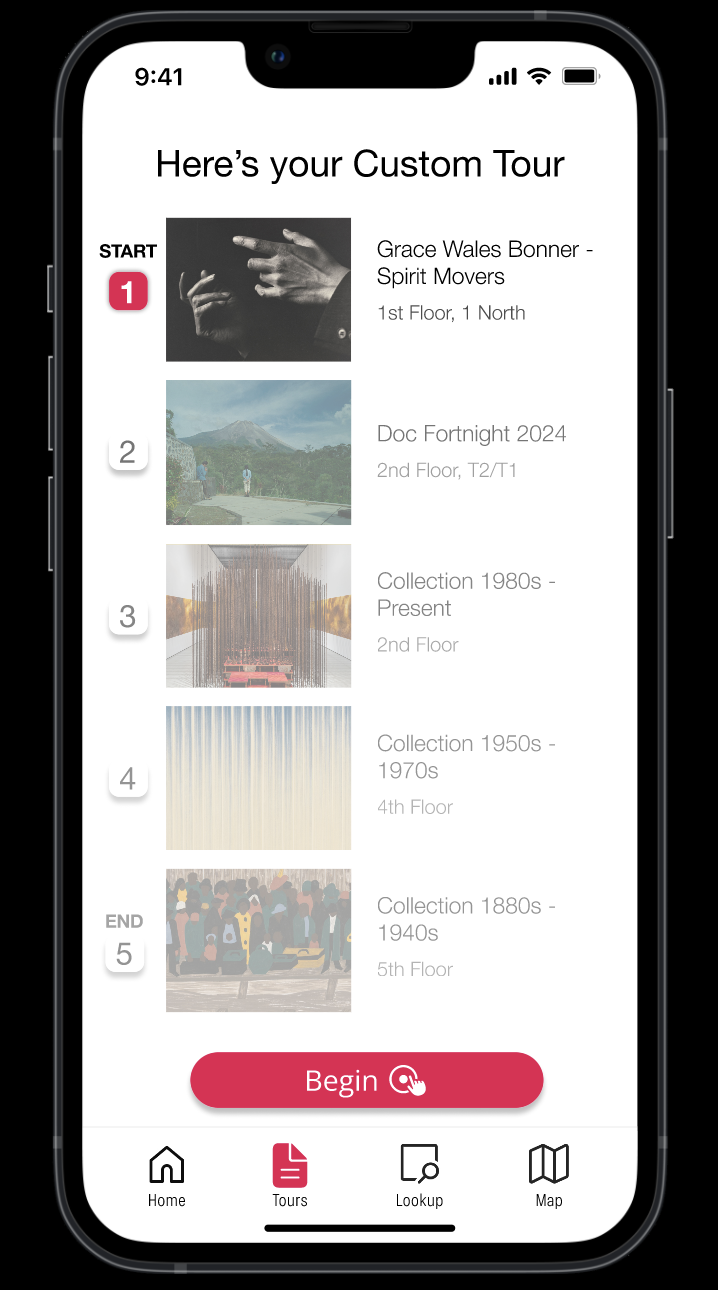 9:41
Here’s your Custom Tour
START
1
Grace Wales Bonner -
Spirit Movers
1st Floor, 1 North
2
Doc Fortnight 2024
2nd Floor, T2/T1
3
Collection 1980s -
Present
2nd Floor
4
Collection 1950s -
1970s
4th Floor
END
5
Collection 1880s -
1940s
5th Floor
Begin
Home
Tours
Lookup
Map